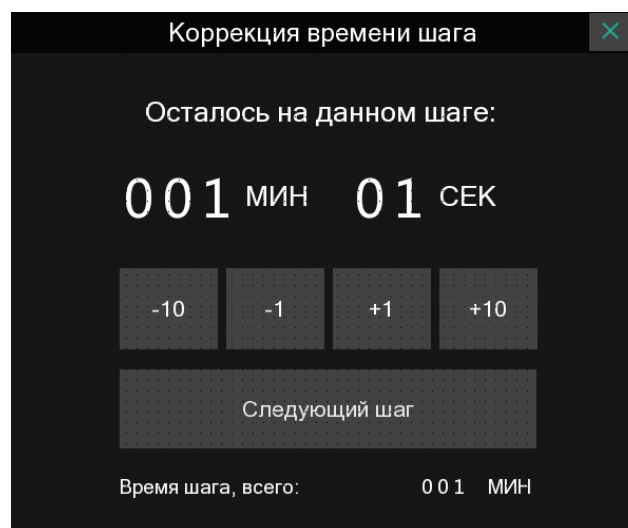 Коррекция времени шага
Осталось на данном шаге:
001 МИН 01 СЕК
-10 -1 +1 +10
Следующий шаг
Время шага, всего: 001 МИН